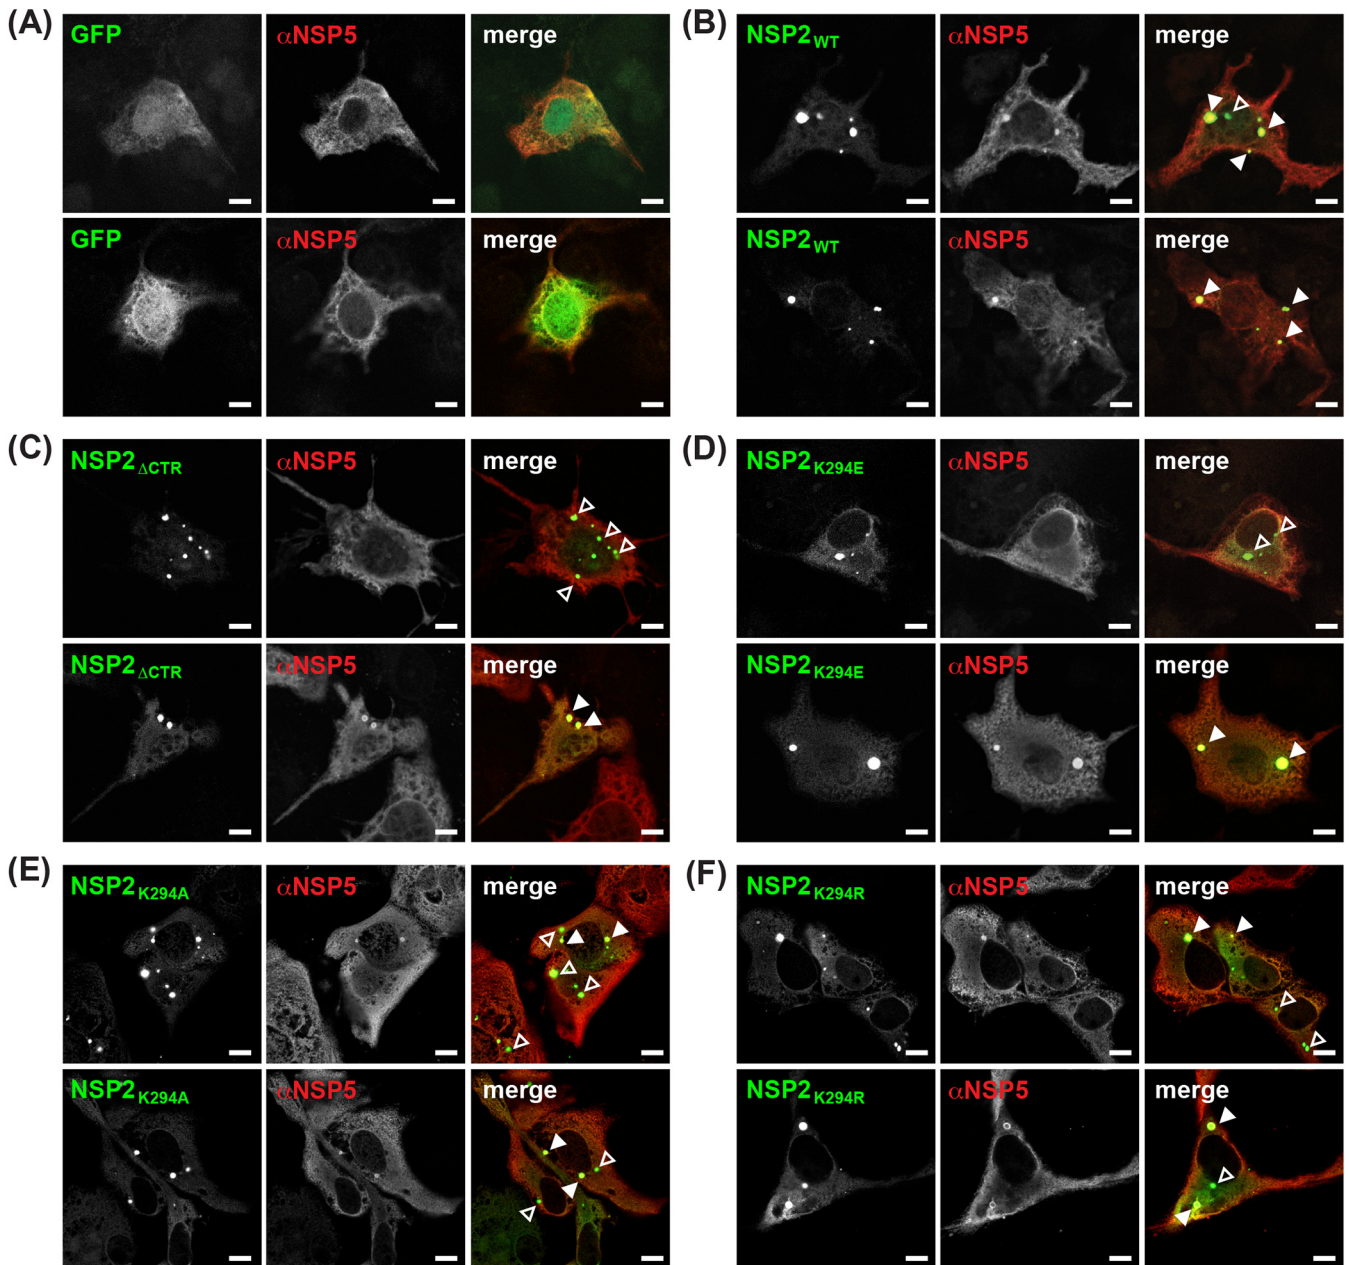 (A)
GFP αNSP5 merge
GFP αNSP5 merge
(B)
NSP2WT αNSP5 merge
NSP2WT αNSP5 merge
(C)
NSP2ΔCTR αNSP5 merge
NSP2ΔCTR αNSP5 merge
(D)
NSP2K294E αNSP5 merge
NSP2K294E αNSP5 merge
(E)
NSP2K294A αNSP5 merge
NSP2K294A αNSP5 merge
(F)
NSP2K294R αNSP5 merge
NSP2K294R αNSP5 merge